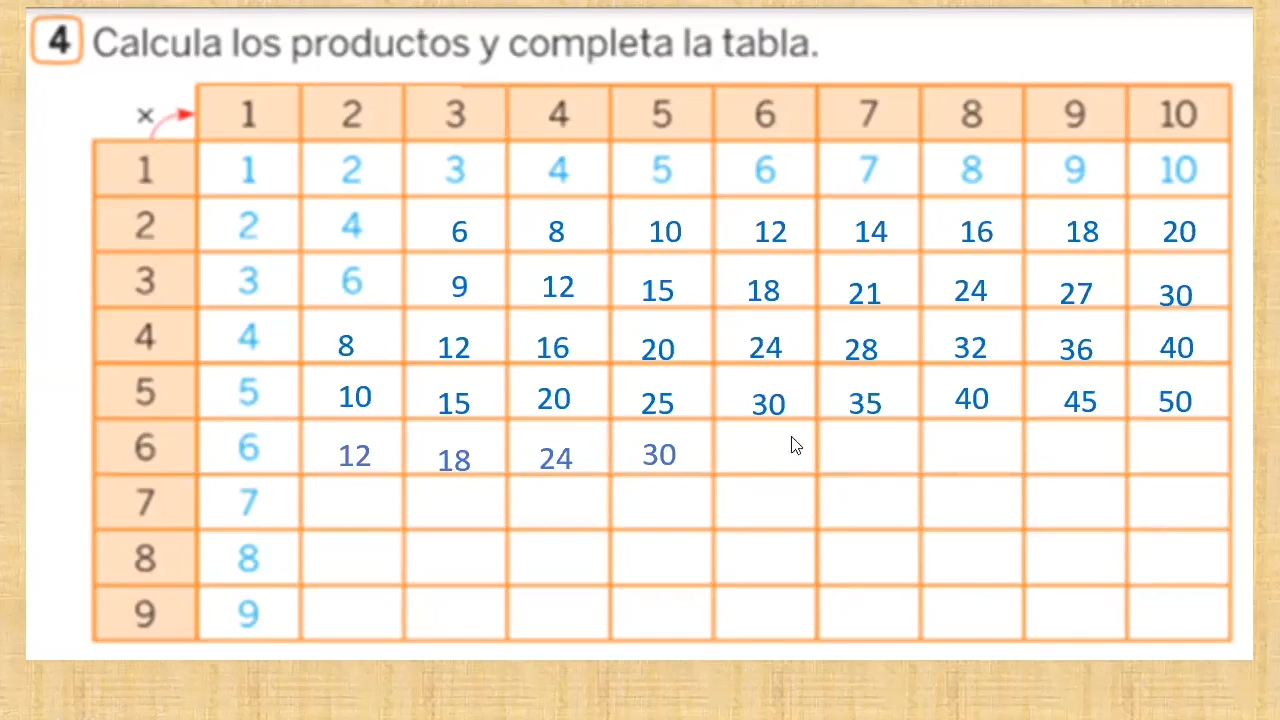 4 Calcula los productos y completa la tabla.
× 1 2 3 4 5 6 7 8 9 10
1 1 2 3 4 5 6 7 8 9 10
2 2 4 6 8 10 12 14 16 18 20
3 3 6 9 12 15 18 21 24 27 30
4 4 8 12 16 20 24 28 32 36 40
5 5 10 15 20 25 30 35 40 45 50
6 6 12 18 24 30
7 7
8 8
9 9